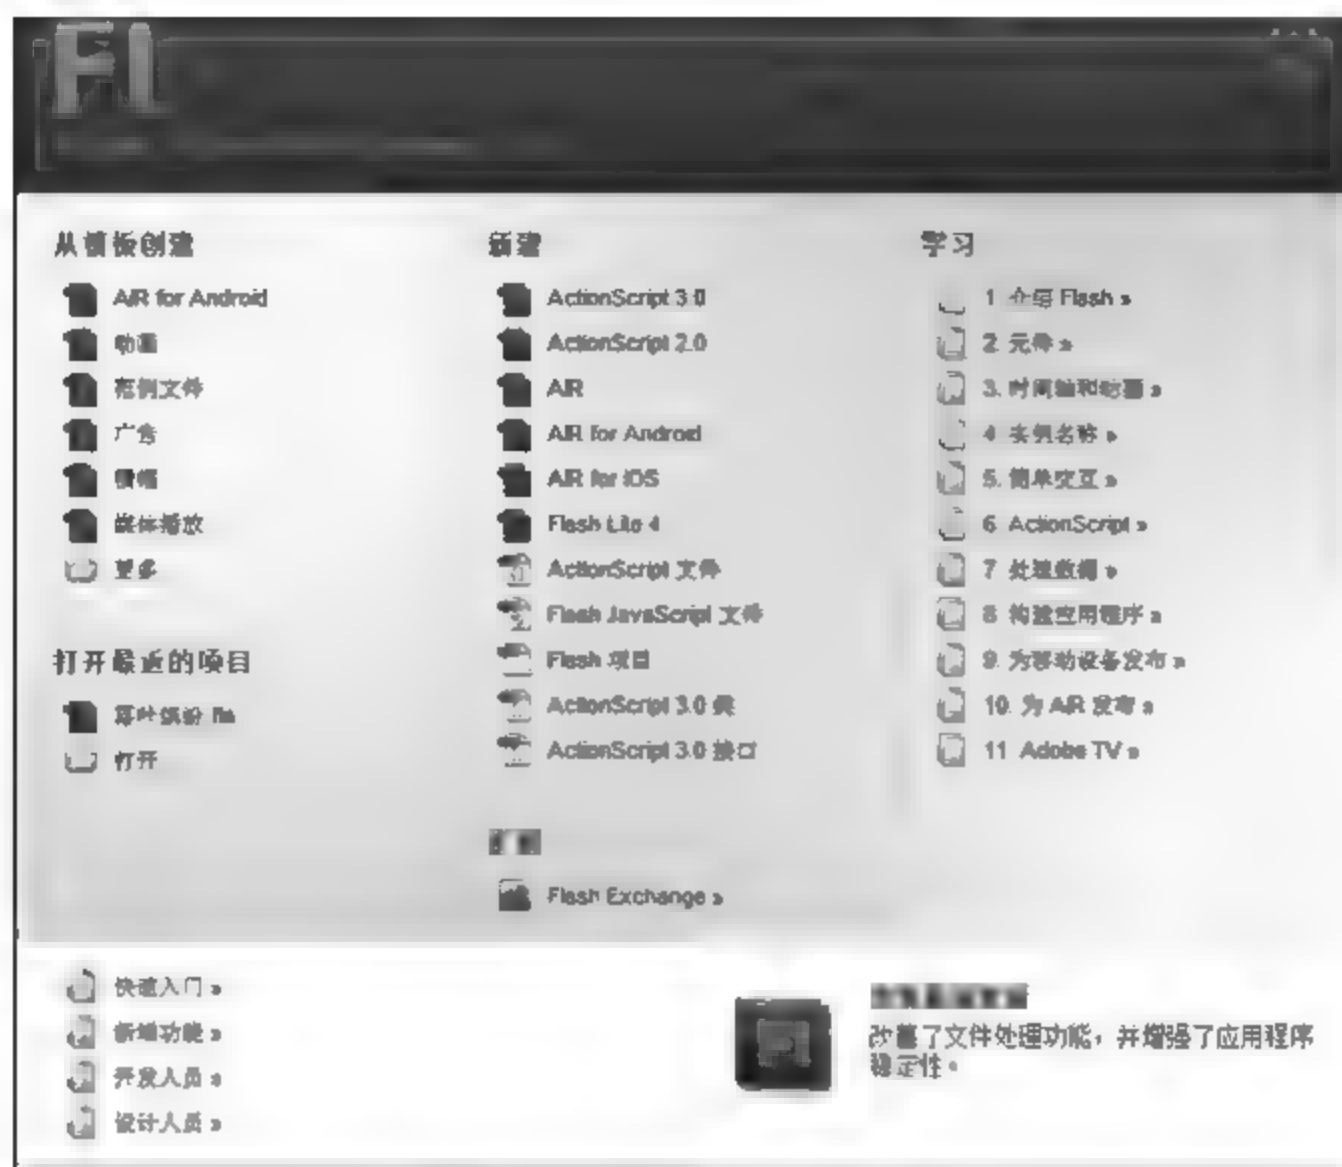 Fl
从模板创建
AIR for Android
动画
范例文件
广告
横幅
媒体播放
更多
打开最近的项目
打开
新建
ActionScript 3.0
ActionScript 2.0
AIR
AIR for Android
AIR for iOS
Flash Lite 4
ActionScript 文件
Flash JavaScript 文件
Flash 项目
ActionScript 3.0 类
ActionScript 3.0 接口
Flash Exchange »
学习
1. 介绍 Flash »
2. 元件 »
3. 时间轴和动画 »
4. 实例名称 »
5. 简单交互 »
6. ActionScript »
7. 处理数据 »
8. 构建应用程序 »
9. 为移动设备发布 »
10. 为 AIR 发布 »
11. Adobe TV »
快速入门 »
新增功能 »
开发人员 »
设计人员 »
改善了文件处理功能，并增强了应用程序
稳定性。